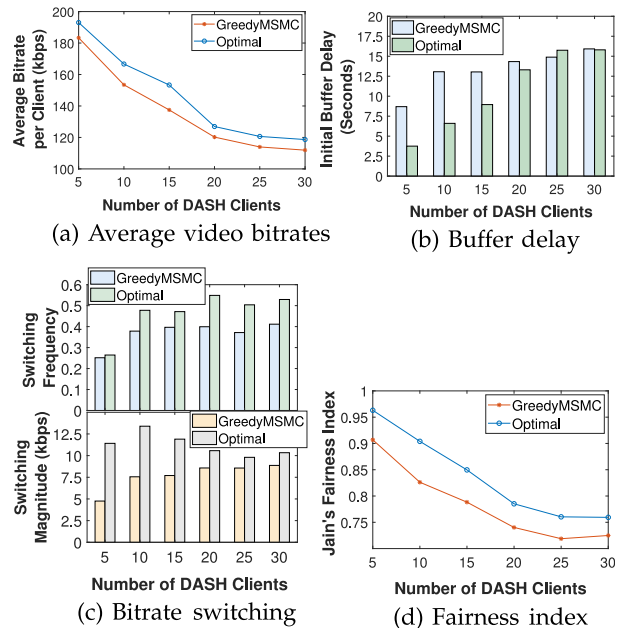 200
180
160
140
120
100
Average Bitrate
per Client (kbps)
GreedyMSMC
Optimal
5 10 15 20 25 30
Number of DASH Clients
(a) Average video bitrates
17.5
15
12.5
10
7.5
5
2.5
0
Initial Buffer Delay
(Seconds)
GreedyMSMC
Optimal
5 10 15 20 25 30
Number of DASH Clients
(b) Buffer delay
GreedyMSMC
Optimal
0.6
0.5
0.4
0.3
0.2
0.1
0
Switching
Frequency
GreedyMSMC
Optimal
12.5
10
7.5
5
2.5
0
Switching
Magnitude (kbps)
5 10 15 20 25 30
Number of DASH Clients
(c) Bitrate switching
1
0.95
0.9
0.85
0.8
0.75
Jain's Fairness Index
GreedyMSMC
Optimal
5 10 15 20 25 30
Number of DASH Clients
(d) Fairness index